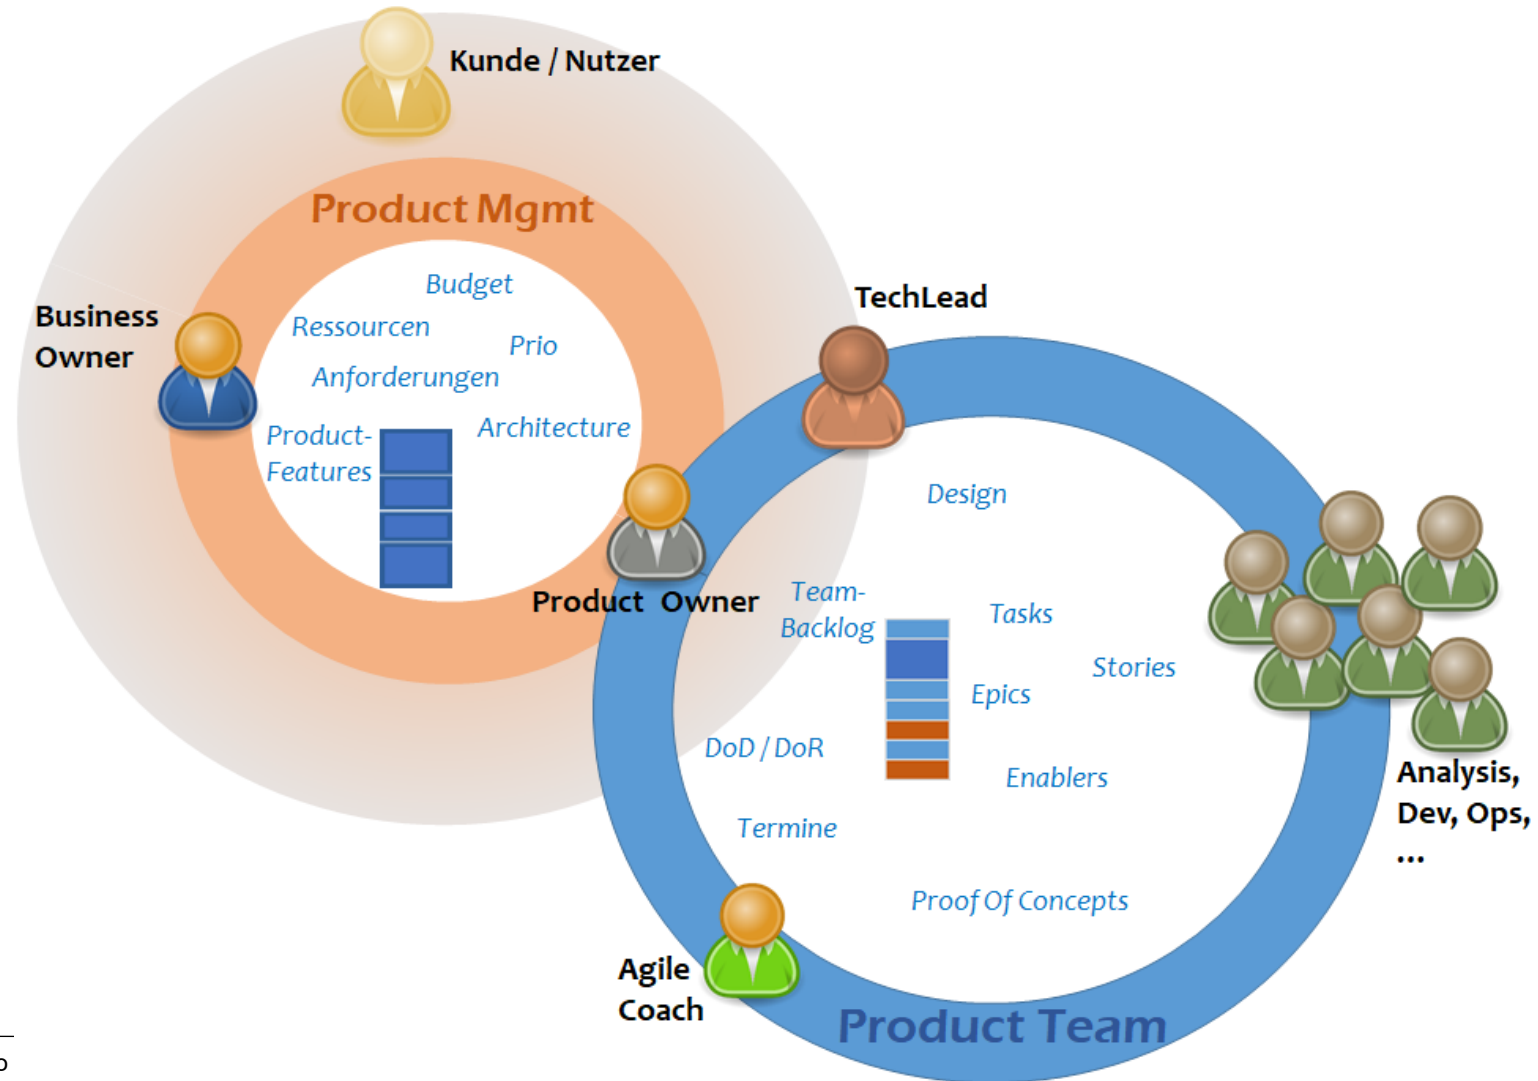 Kunde / Nutzer
Product Mgmt
Budget
Ressourcen
Prio
Anforderungen
Business
Owner
Architecture
Product-
Features
Product Owner
TechLead
Design
Team-
Backlog
Tasks
Stories
Epics
DoD / DoR
Enablers
Termine
Proof Of Concepts
Analysis,
Dev, Ops,
...
Agile
Coach
Product Team